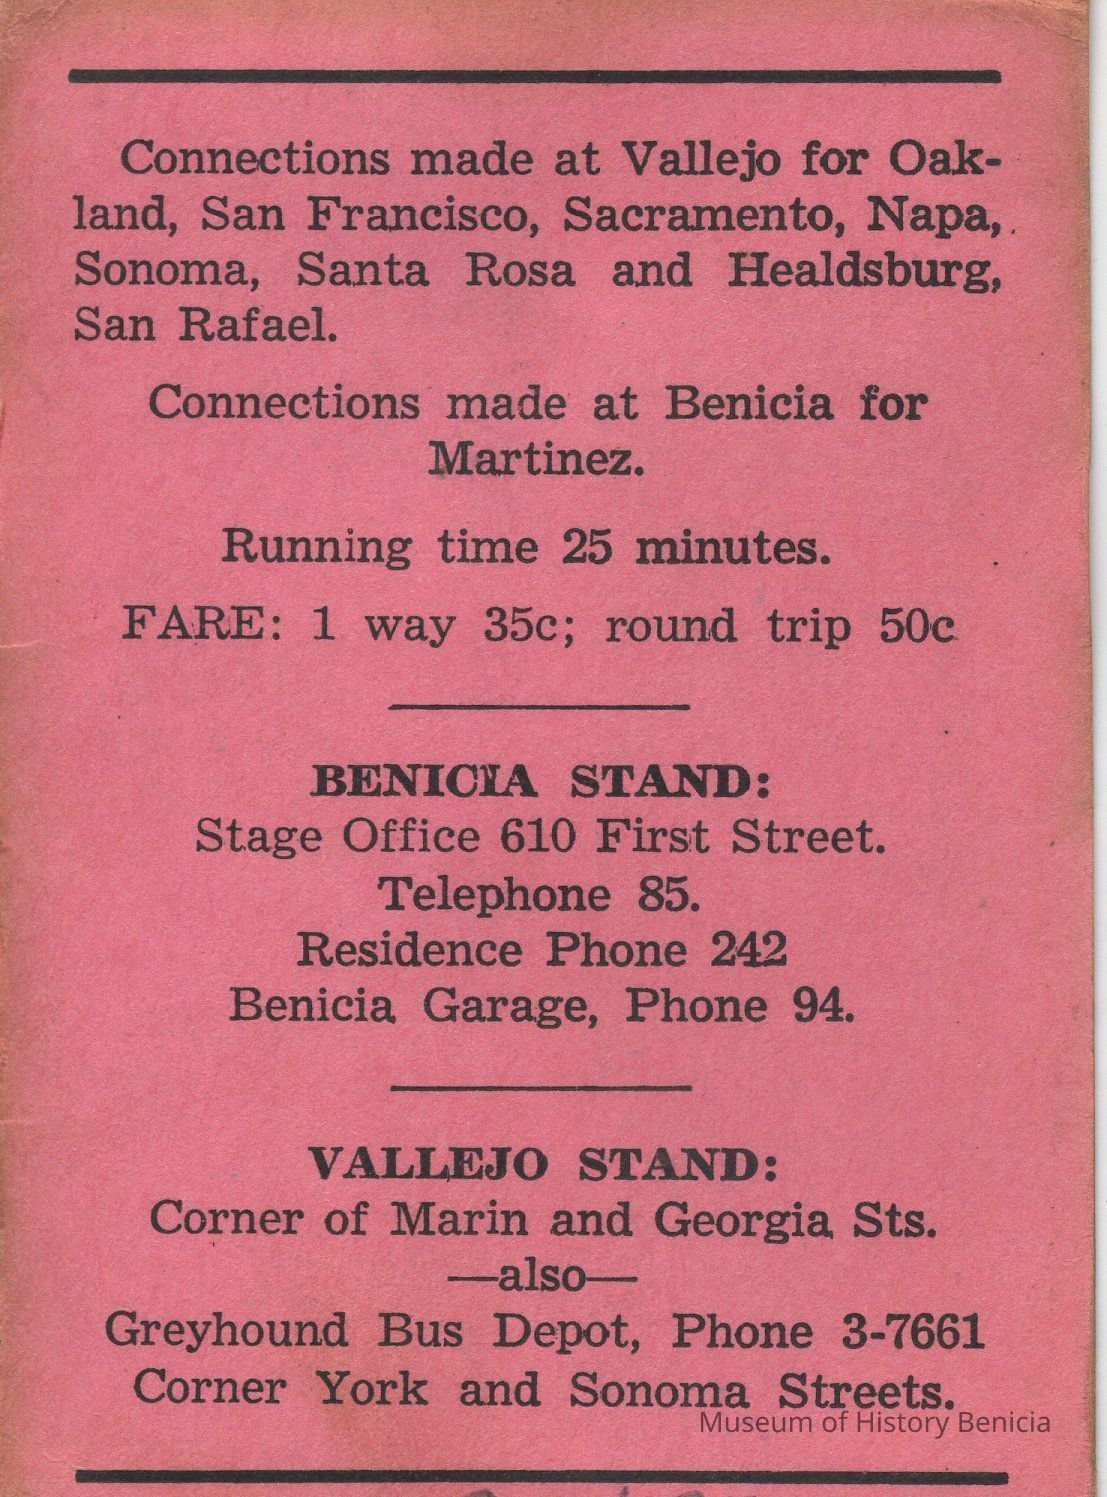 Connections made at Vallejo for Oak-
land, San Francisco, Sacramento, Napa,
Sonoma, Santa Rosa and Healdsburg,
San Rafael.
Connections made at Benicia for
Martinez.
Running time 25 minutes.
FARE: 1 way 35c; round trip 50c
BENICIA STAND:
Stage Office 610 First Street.
Telephone 85.
Residence Phone 242
Benicia Garage, Phone 94.
VALLEJO STAND:
Corner of Marin and Georgia Sts.
—also—
Greyhound Bus Depot, Phone 3-7661
Corner York and Sonoma Streets.
Museum of History Benicia